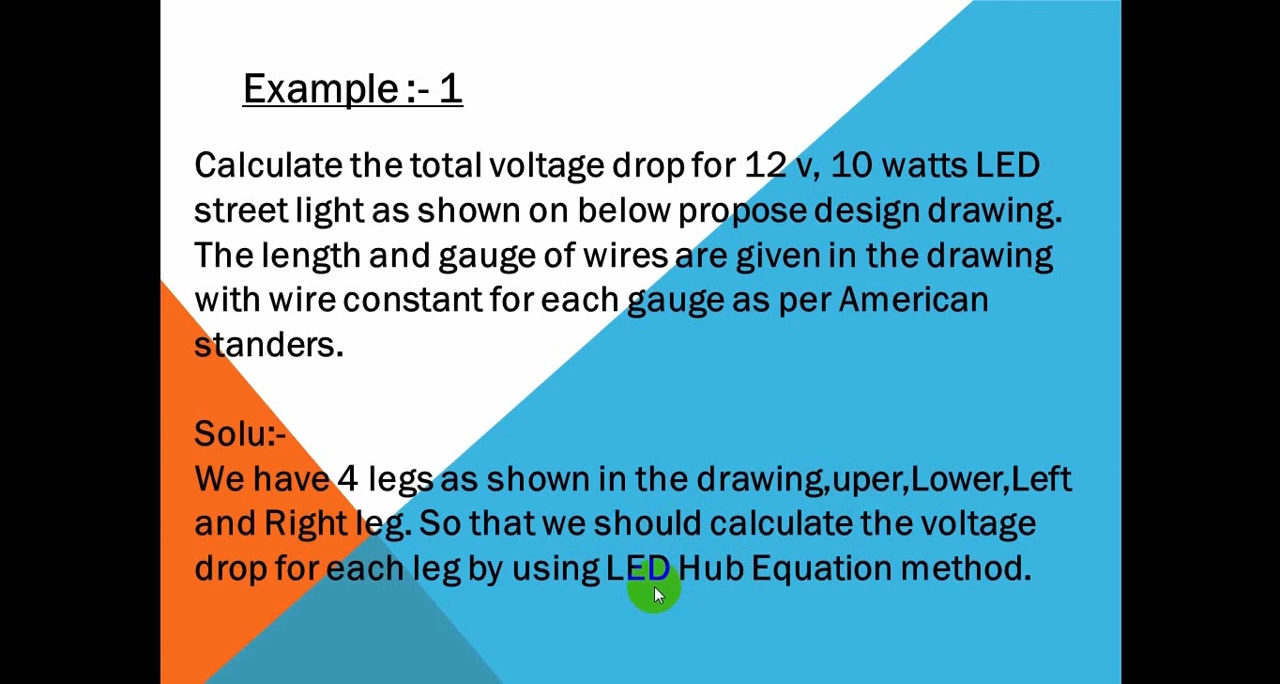 Example :- 1
Calculate the total voltage drop for 12 v, 10 watts LED
street light as shown on below propose design drawing.
The length and gauge of wires are given in the drawing
with wire constant for each gauge as per American
standers.
Solu:-
We have 4 legs as shown in the drawing,uper,Lower,Left
and Right leg. So that we should calculate the voltage
drop for each leg by using LED Hub Equation method.